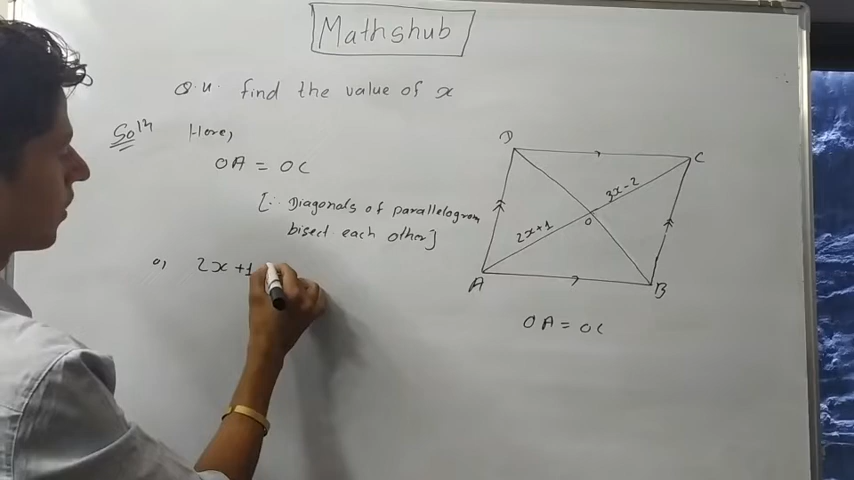 Mathshub
Q.4. find the value of x
Solⁿ Here,
OA = OC
[∵ Diagonals of parallelogram
bisect each other]
or, 2x+1
D
C
3x-2
O
2x+1
A
B
OA = OC